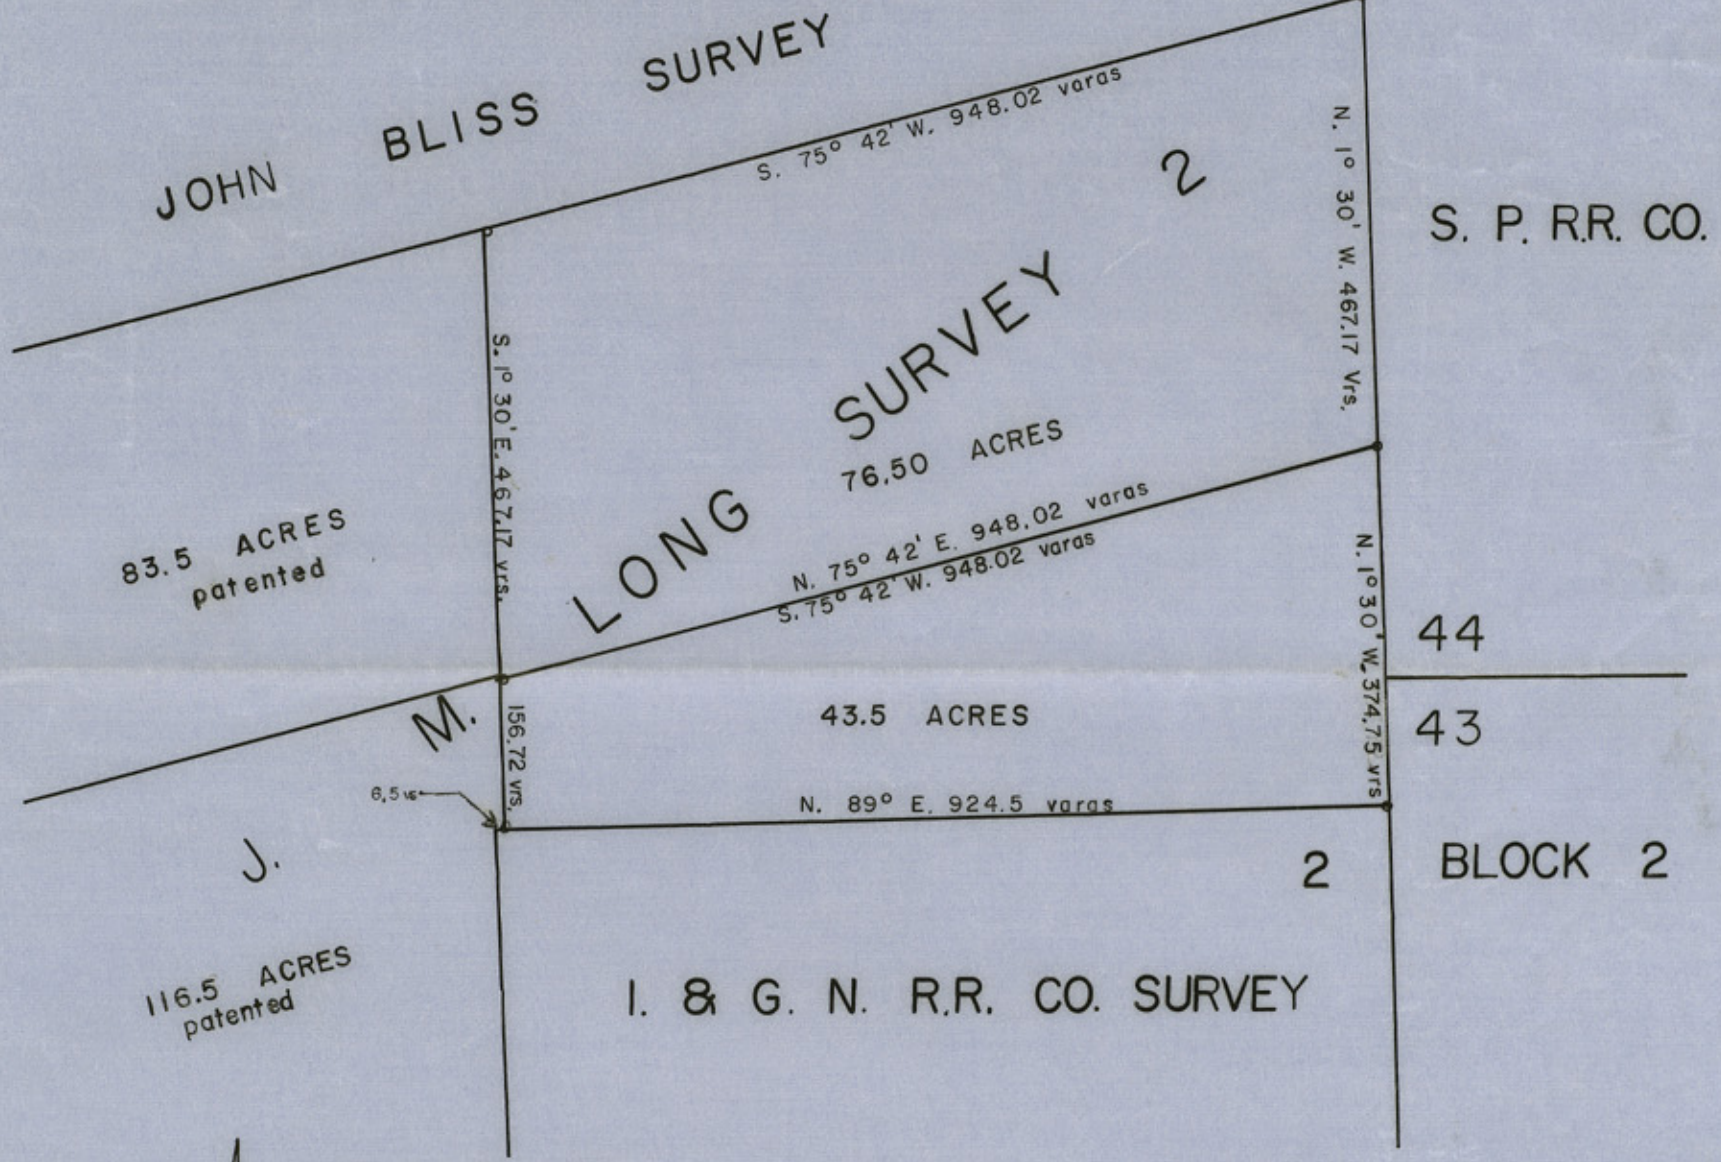 JOHN BLISS SURVEY
S. 75° 42' W. 948.02 varas
N. 1° 30' W. 467.17 Vrs.
S. P. R.R. CO.
2
S. 1° 30' E. 467.17 vrs.
J. M. LONG SURVEY
76.50 ACRES
83.5 ACRES
patented
N. 75° 42' E. 948.02 varas
S. 75° 42' W. 948.02 varas
N. 1° 30' W. 374.75 vrs
44
43
43.5 ACRES
156.72 vrs.
6.5 vs
N. 89° E. 924.5 varas
2
BLOCK 2
116.5 ACRES
patented
I. & G. N. R.R. CO. SURVEY